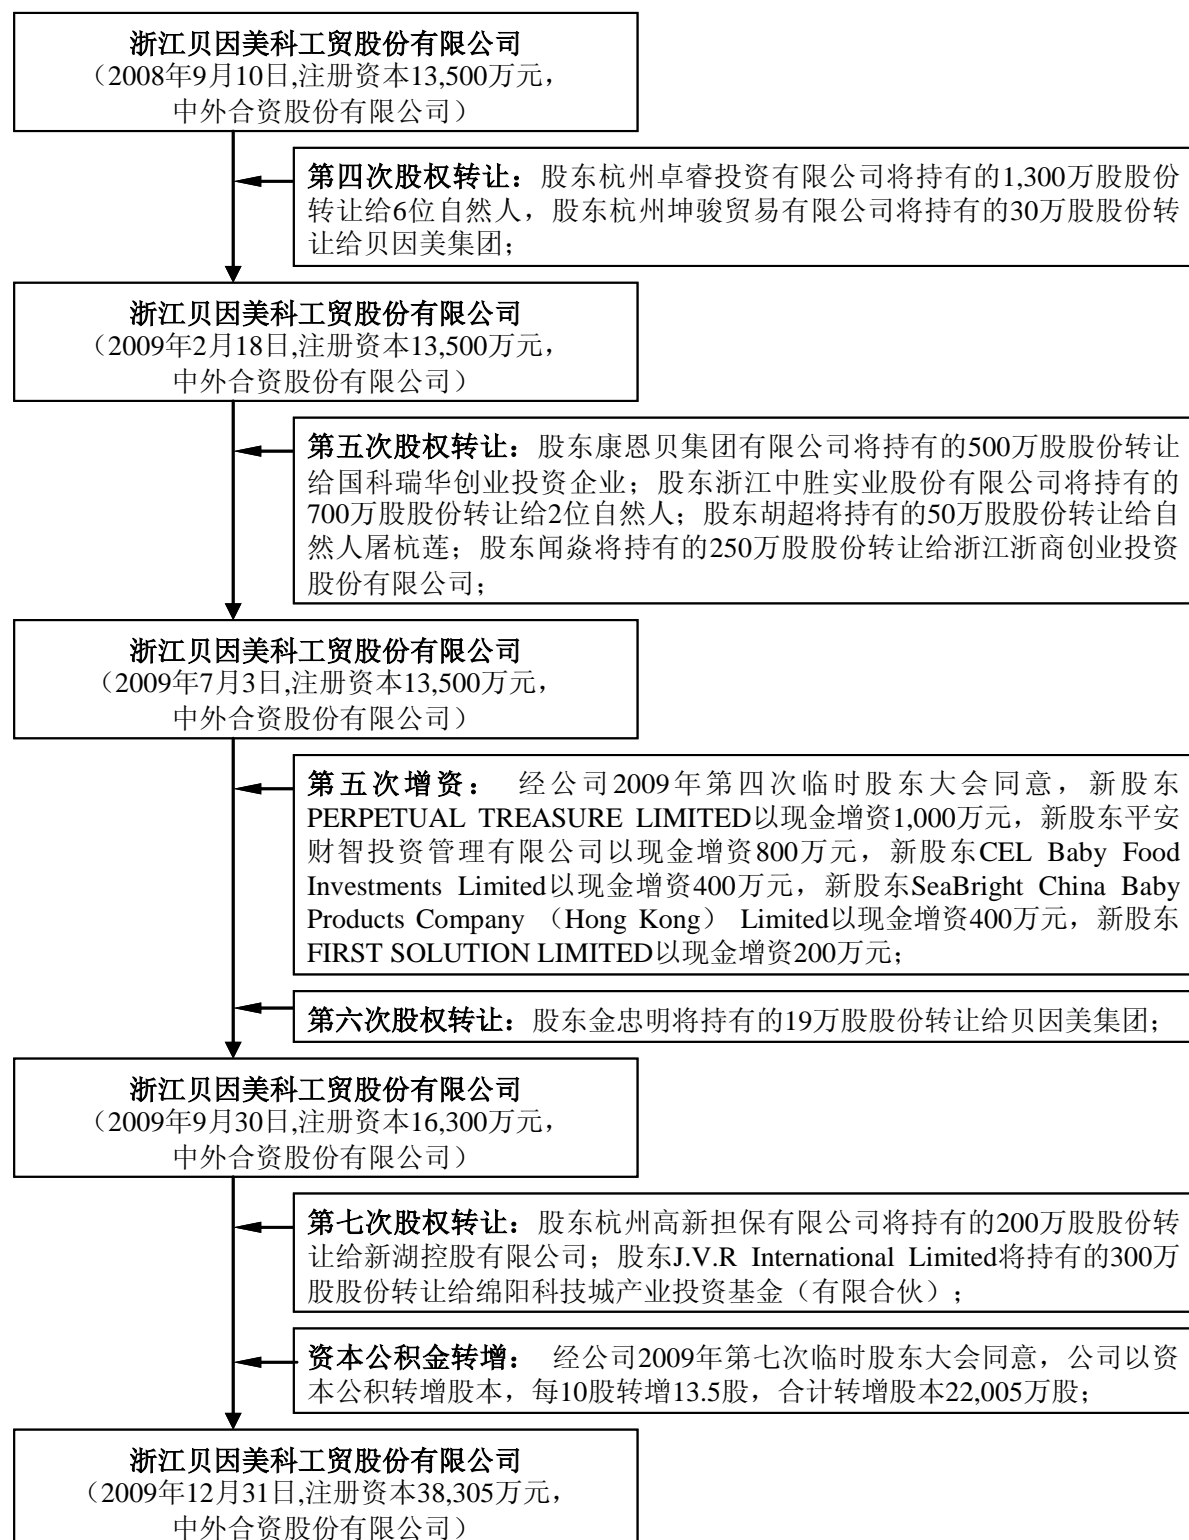 浙江贝因美科工贸股份有限公司
（2008年9月10日,注册资本13,500万元，
中外合资股份有限公司）
第四次股权转让：股东杭州卓睿投资有限公司将持有的1,300万股股份
转让给6位自然人，股东杭州坤骏贸易有限公司将持有的30万股股份转
让给贝因美集团；
浙江贝因美科工贸股份有限公司
（2009年2月18日,注册资本13,500万元，
中外合资股份有限公司）
第五次股权转让：股东康恩贝集团有限公司将持有的500万股股份转让
给国科瑞华创业投资企业；股东浙江中胜实业股份有限公司将持有的
700万股股份转让给2位自然人；股东胡超将持有的50万股股份转让给自
然人屠杭莲；股东闻焱将持有的250万股股份转让给浙江浙商创业投资
股份有限公司；
浙江贝因美科工贸股份有限公司
（2009年7月3日,注册资本13,500万元，
中外合资股份有限公司）
第五次增资： 经公司2009年第四次临时股东大会同意，新股东
PERPETUAL TREASURE LIMITED以现金增资1,000万元，新股东平安
财智投资管理有限公司以现金增资800万元，新股东CEL Baby Food
Investments Limited以现金增资400万元，新股东SeaBright China Baby
Products Company （Hong Kong） Limited以现金增资400万元，新股东
FIRST SOLUTION LIMITED以现金增资200万元；
第六次股权转让：股东金忠明将持有的19万股股份转让给贝因美集团；
浙江贝因美科工贸股份有限公司
（2009年9月30日,注册资本16,300万元，
中外合资股份有限公司）
第七次股权转让：股东杭州高新担保有限公司将持有的200万股股份转
让给新湖控股有限公司；股东J.V.R International Limited将持有的300万
股股份转让给绵阳科技城产业投资基金（有限合伙）；
资本公积金转增： 经公司2009年第七次临时股东大会同意，公司以资
本公积转增股本，每10股转增13.5股，合计转增股本22,005万股；
浙江贝因美科工贸股份有限公司
（2009年12月31日,注册资本38,305万元，
中外合资股份有限公司）